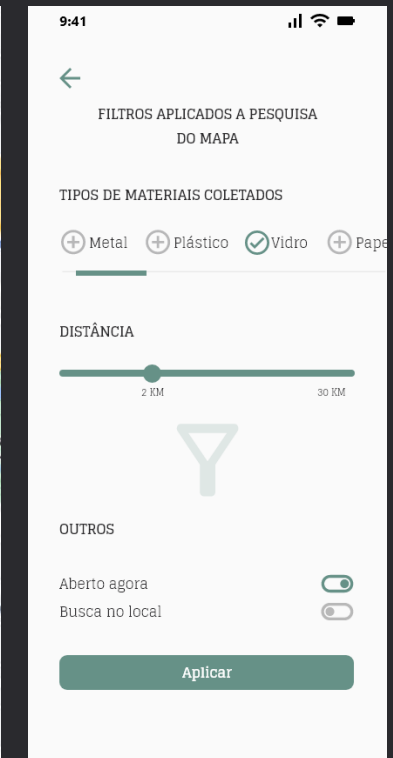 9:41
FILTROS APLICADOS A PESQUISA
DO MAPA
TIPOS DE MATERIAIS COLETADOS
Metal Plástico Vidro Pape
DISTÂNCIA
2 KM 30 KM
OUTROS
Aberto agora
Busca no local
Aplicar